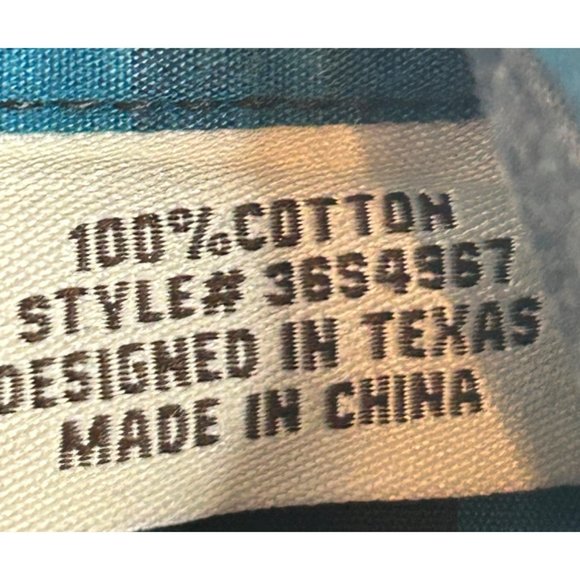 100%COTTON
STYLE# 36S4967
DESIGNED IN TEXAS
MADE IN CHINA